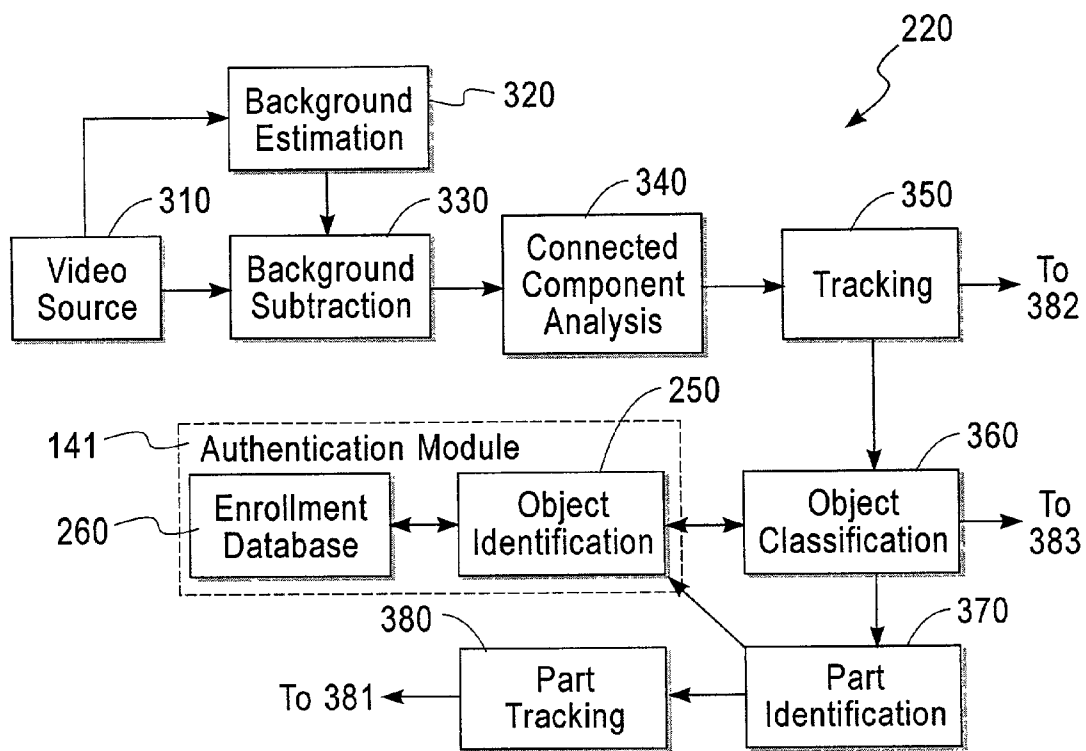 220
Background
Estimation
320
310
330
340
350
Video
Source
Background
Subtraction
Connected
Component
Analysis
Tracking
To
382
250
141
Authentication Module
360
260
Enrollment
Database
Object
Identification
Object
Classification
To
383
380
370
To 381
Part
Tracking
Part
Identification